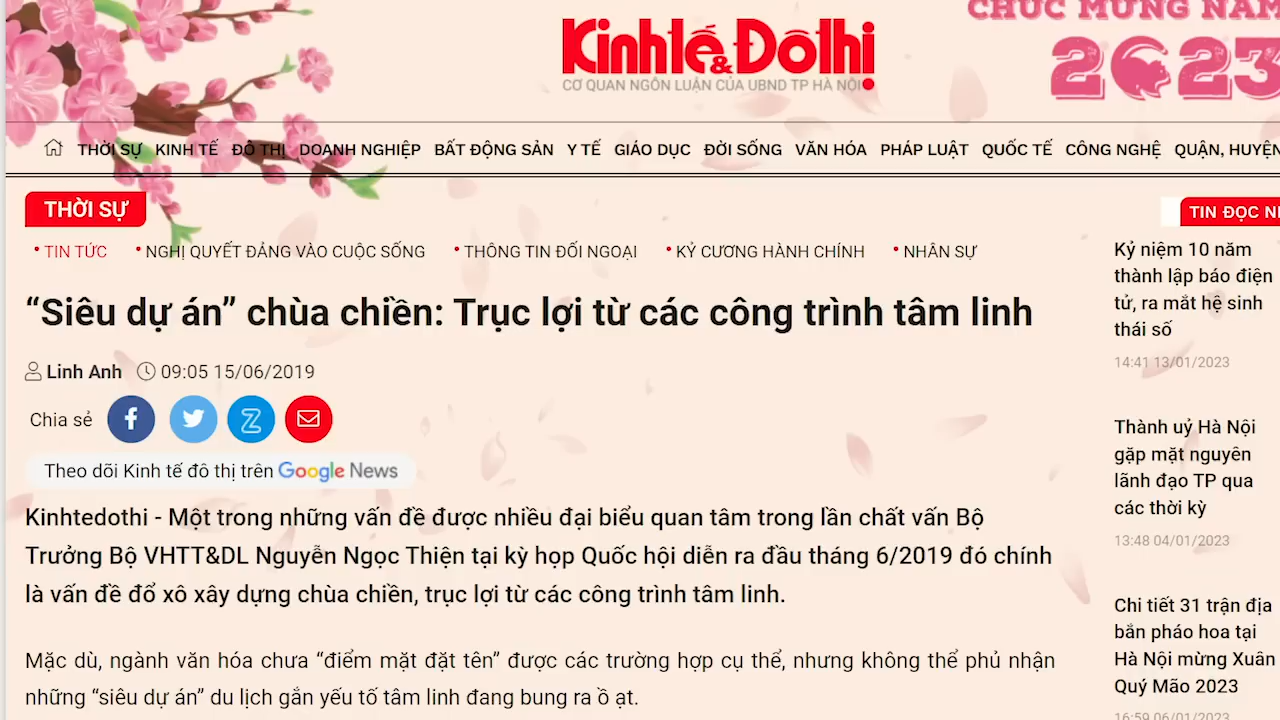 CHÚC MỪNG NĂM
2023
Kinhtế & Đôthị
CƠ QUAN NGÔN LUẬN CỦA UBND TP HÀ NỘI
THỜI SỰ KINH TẾ ĐÔ THỊ DOANH NGHIỆP BẤT ĐỘNG SẢN Y TẾ GIÁO DỤC ĐỜI SỐNG VĂN HÓA PHÁP LUẬT QUỐC TẾ CÔNG NGHỆ QUẬN, HUYỆN
THỜI SỰ
TIN TỨC NGHỊ QUYẾT ĐẢNG VÀO CUỘC SỐNG THÔNG TIN ĐỐI NGOẠI KỶ CƯƠNG HÀNH CHÍNH NHÂN SỰ
“Siêu dự án” chùa chiền: Trục lợi từ các công trình tâm linh
Linh Anh 09:05 15/06/2019
Chia sẻ
Theo dõi Kinh tế đô thị trên Google News
Kinhtedothi - Một trong những vấn đề được nhiều đại biểu quan tâm trong lần chất vấn Bộ
Trưởng Bộ VHTT&DL Nguyễn Ngọc Thiện tại kỳ họp Quốc hội diễn ra đầu tháng 6/2019 đó chính
là vấn đề đổ xô xây dựng chùa chiền, trục lợi từ các công trình tâm linh.
Mặc dù, ngành văn hóa chưa “điểm mặt đặt tên” được các trường hợp cụ thể, nhưng không thể phủ nhận
những “siêu dự án” du lịch gắn yếu tố tâm linh đang bung ra ồ ạt.
TIN ĐỌC
Kỷ niệm 10 năm
thành lập báo điện
tử, ra mắt hệ sinh
thái số
14:41 13/01/2023
Thành uỷ Hà Nội
gặp mặt nguyên
lãnh đạo TP qua
các thời kỳ
13:48 04/01/2023
Chi tiết 31 trận địa
bắn pháo hoa tại
Hà Nội mừng Xuân
Quý Mão 2023
16:59 06/01/2023